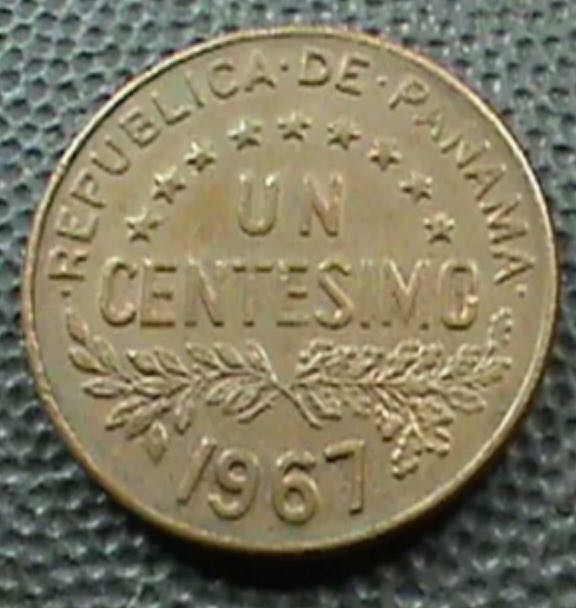 ·REPUBLICA·DE·PANAMA·
UN
CENTESIMO
1967